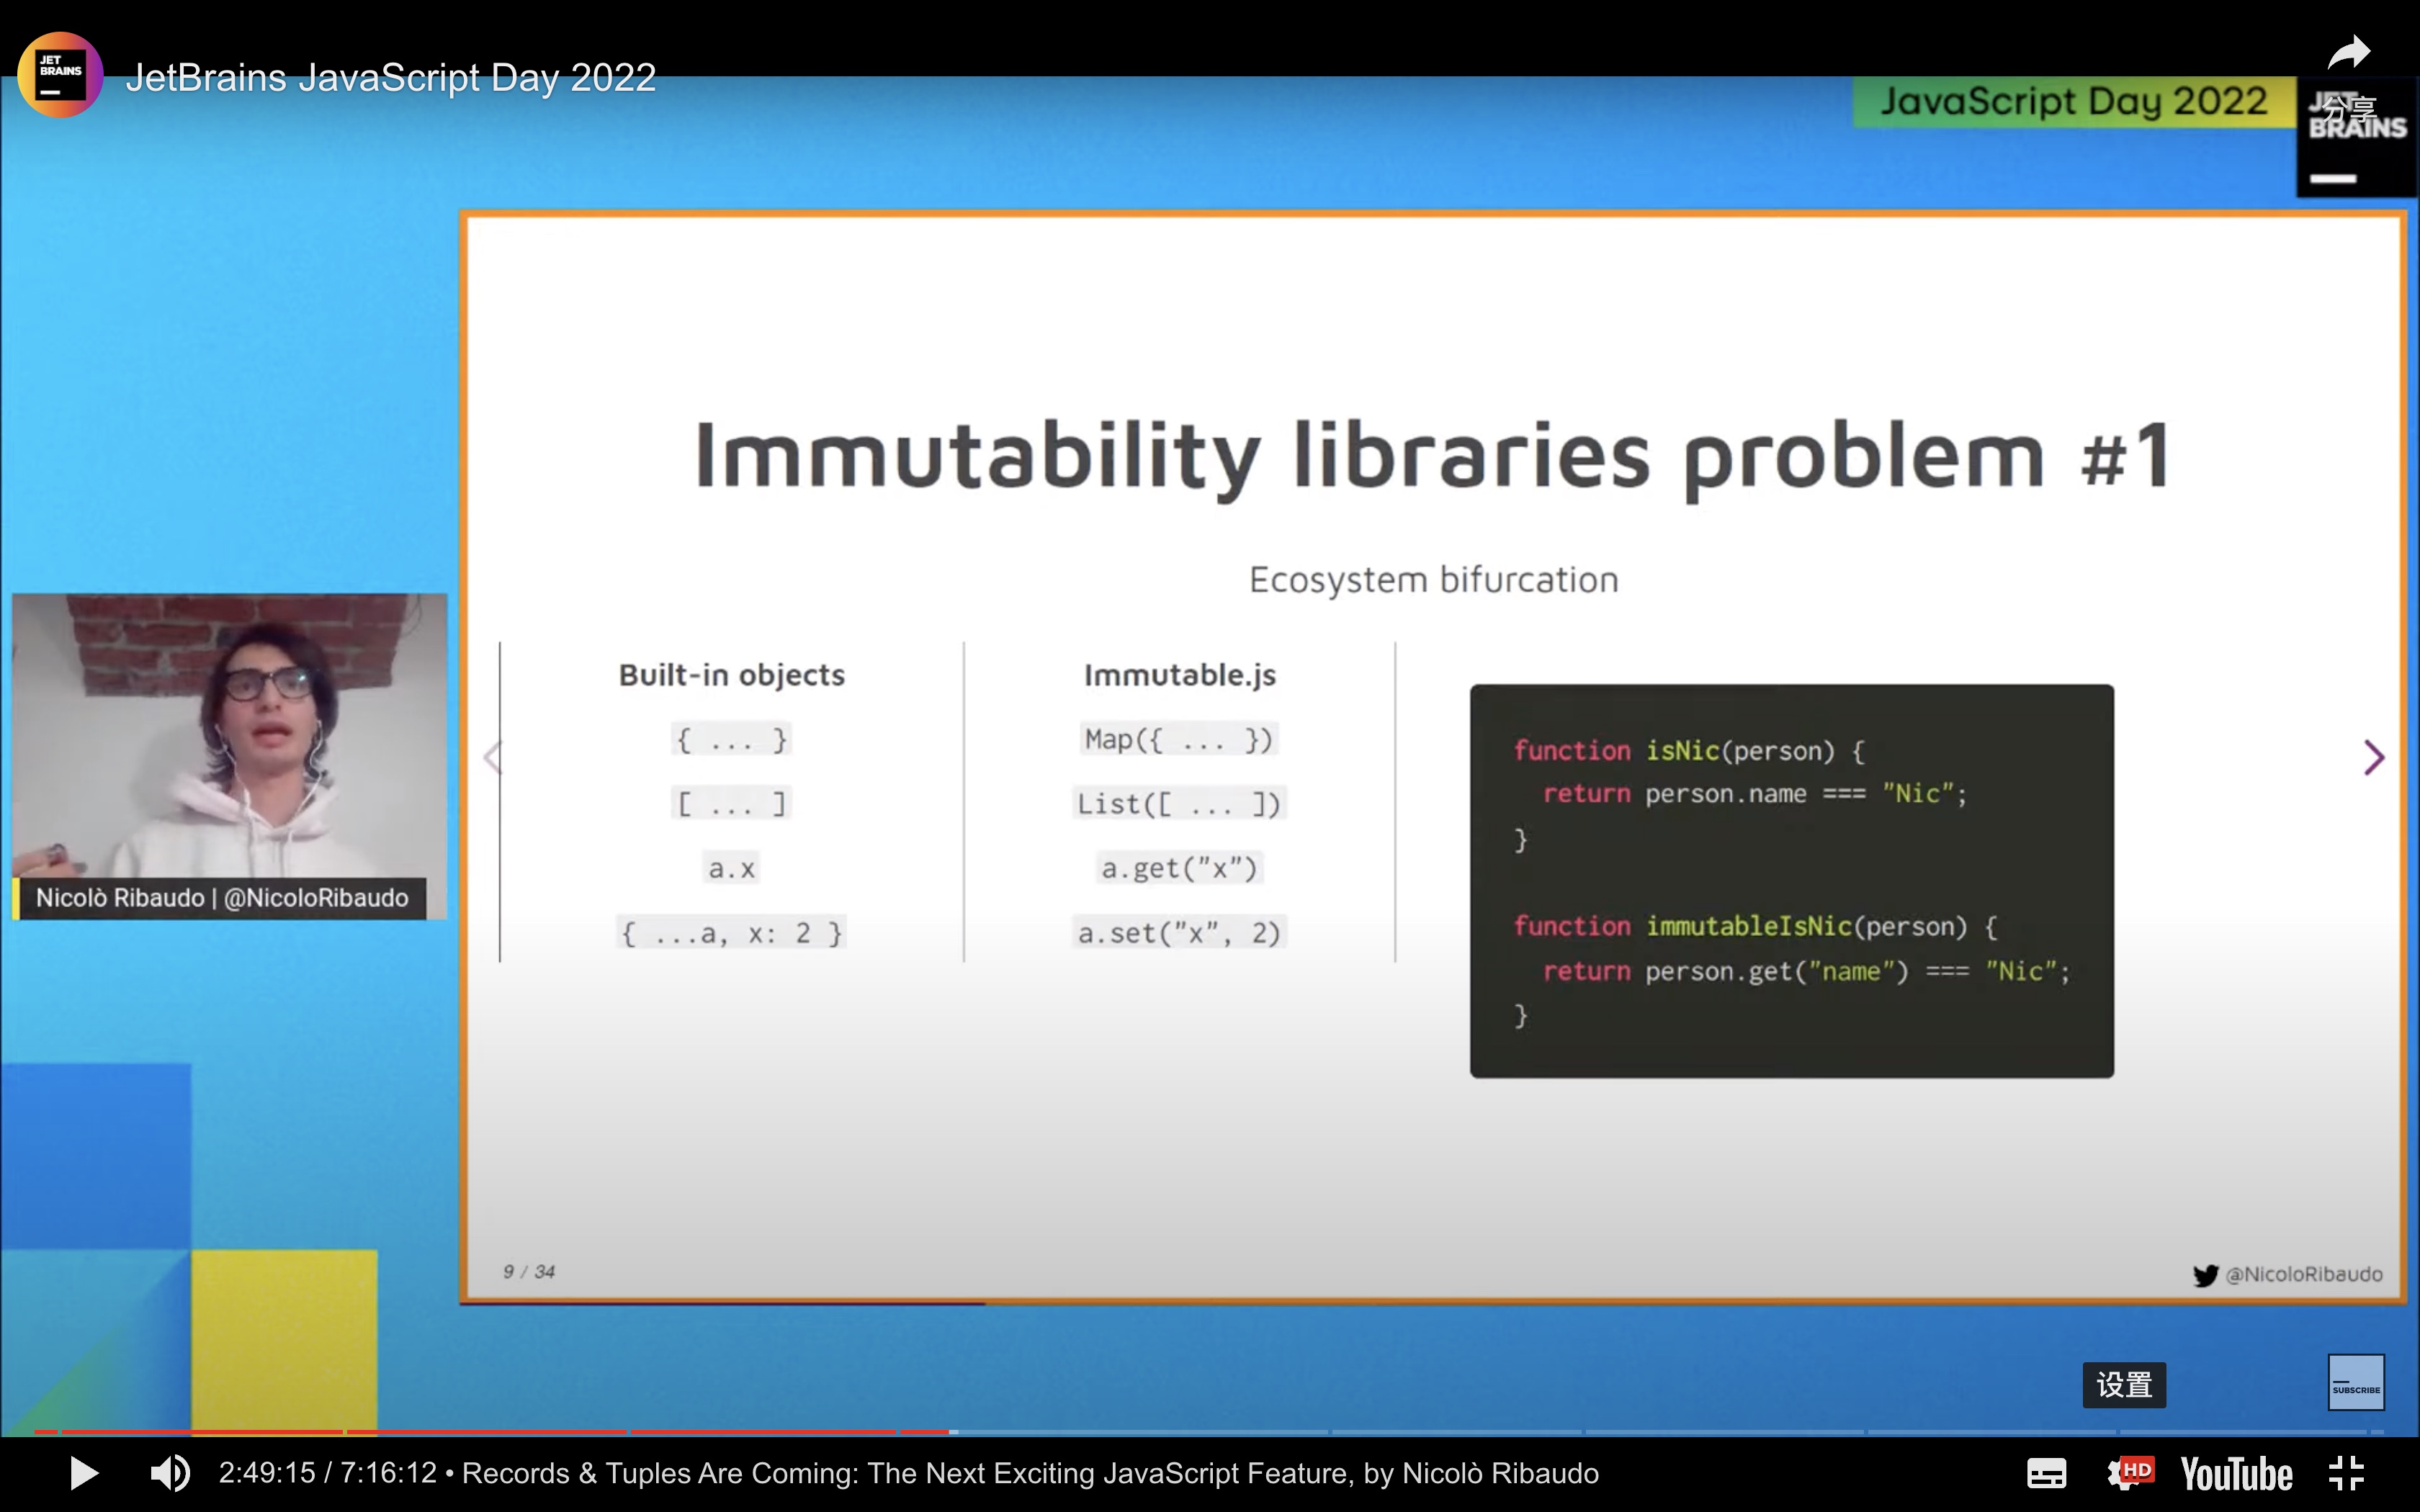 JET
BRAINS
JetBrains JavaScript Day 2022
JavaScript Day 2022
JET
BRAINS
分享
Immutability libraries problem #1
Ecosystem bifurcation
Built-in objects
{ ... }
[ ... ]
a.x
{ ...a, x: 2 }
Immutable.js
Map({ ... })
List([ ... ])
a.get("x")
a.set("x", 2)
function isNic(person) {
return person.name === "Nic";
}
function immutableIsNic(person) {
return person.get("name") === "Nic";
}
Nicolò Ribaudo | @NicoloRibaudo
9 / 34
@NicoloRibaudo
设置
SUBSCRIBE
2:49:15 / 7:16:12 • Records & Tuples Are Coming: The Next Exciting JavaScript Feature, by Nicolò Ribaudo
HD
YouTube